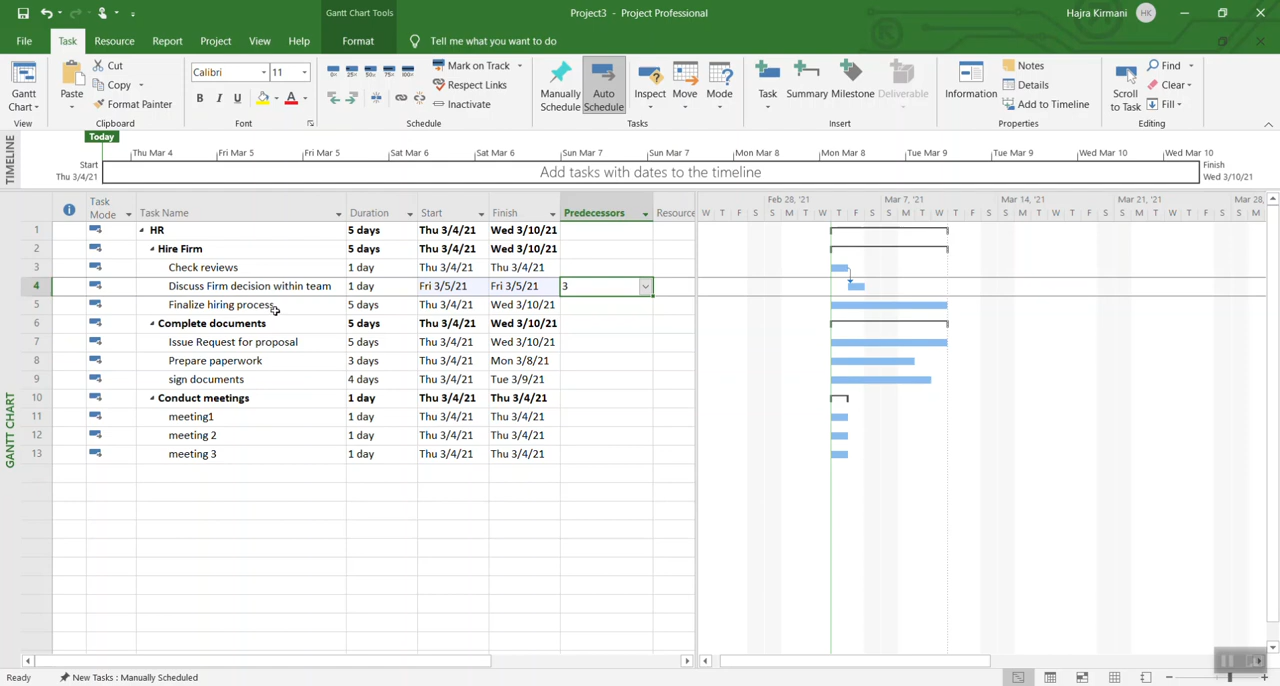 Gantt Chart Tools
Project3 - Project Professional
Hajra Kirmani HK
File Task Resource Report Project View Help Format Tell me what you want to do
Gantt Chart
View
Paste
Cut
Copy
Format Painter
Clipboard
Calibri 11
B I U A
Font
0% 25% 50% 75% 100%
Mark on Track
Respect Links
Inactivate
Schedule
Manually Schedule
Auto Schedule
Inspect
Move
Mode
Tasks
Task
Summary
Milestone
Deliverable
Insert
Information
Notes
Details
Add to Timeline
Properties
Scroll to Task
Find
Clear
Fill
Editing
TIMELINE
Today
Thu Mar 4 Fri Mar 5 Fri Mar 5 Sat Mar 6 Sat Mar 6 Sun Mar 7 Sun Mar 7 Mon Mar 8 Mon Mar 8 Tue Mar 9 Tue Mar 9 Wed Mar 10 Wed Mar 10
Start
Thu 3/4/21
Add tasks with dates to the timeline
Finish
Wed 3/10/21
GANTT CHART
Task Mode Task Name Duration Start Finish Predecessors Resource
Feb 28, '21 Mar 7, '21 Mar 14, '21 Mar 21, '21 Mar 28,
W T F S S M T W T F S S M T W T F S S M T W T F S S M T W T F S S M
1 HR 5 days Thu 3/4/21 Wed 3/10/21
2 Hire Firm 5 days Thu 3/4/21 Wed 3/10/21
3 Check reviews 1 day Thu 3/4/21 Thu 3/4/21
4 Discuss Firm decision within team 1 day Fri 3/5/21 Fri 3/5/21 3
5 Finalize hiring process 5 days Thu 3/4/21 Wed 3/10/21
6 Complete documents 5 days Thu 3/4/21 Wed 3/10/21
7 Issue Request for proposal 5 days Thu 3/4/21 Wed 3/10/21
8 Prepare paperwork 3 days Thu 3/4/21 Mon 3/8/21
9 sign documents 4 days Thu 3/4/21 Tue 3/9/21
10 Conduct meetings 1 day Thu 3/4/21 Thu 3/4/21
11 meeting1 1 day Thu 3/4/21 Thu 3/4/21
12 meeting 2 1 day Thu 3/4/21 Thu 3/4/21
13 meeting 3 1 day Thu 3/4/21 Thu 3/4/21
Ready New Tasks : Manually Scheduled